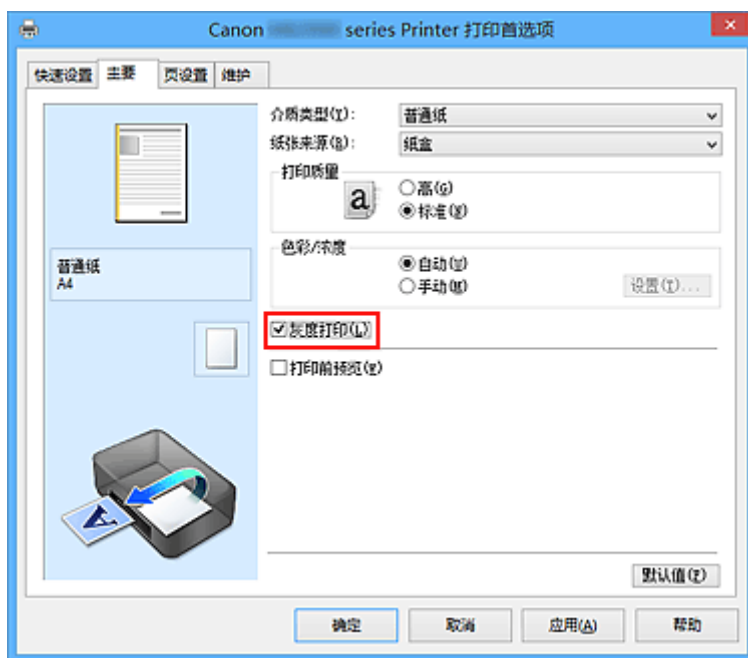 Canon series Printer 打印首选项
快速设置 主要 页设置 维护
介质类型(Y): 普通纸
纸张来源(R): 纸盒
打印质量
a
高(G)
标准(X)
色彩/浓度
自动(U)
手动(M) 设置(T)...
普通纸
A4
灰度打印(L)
打印前预览(E)
A
默认值(F)
确定 取消 应用(A) 帮助